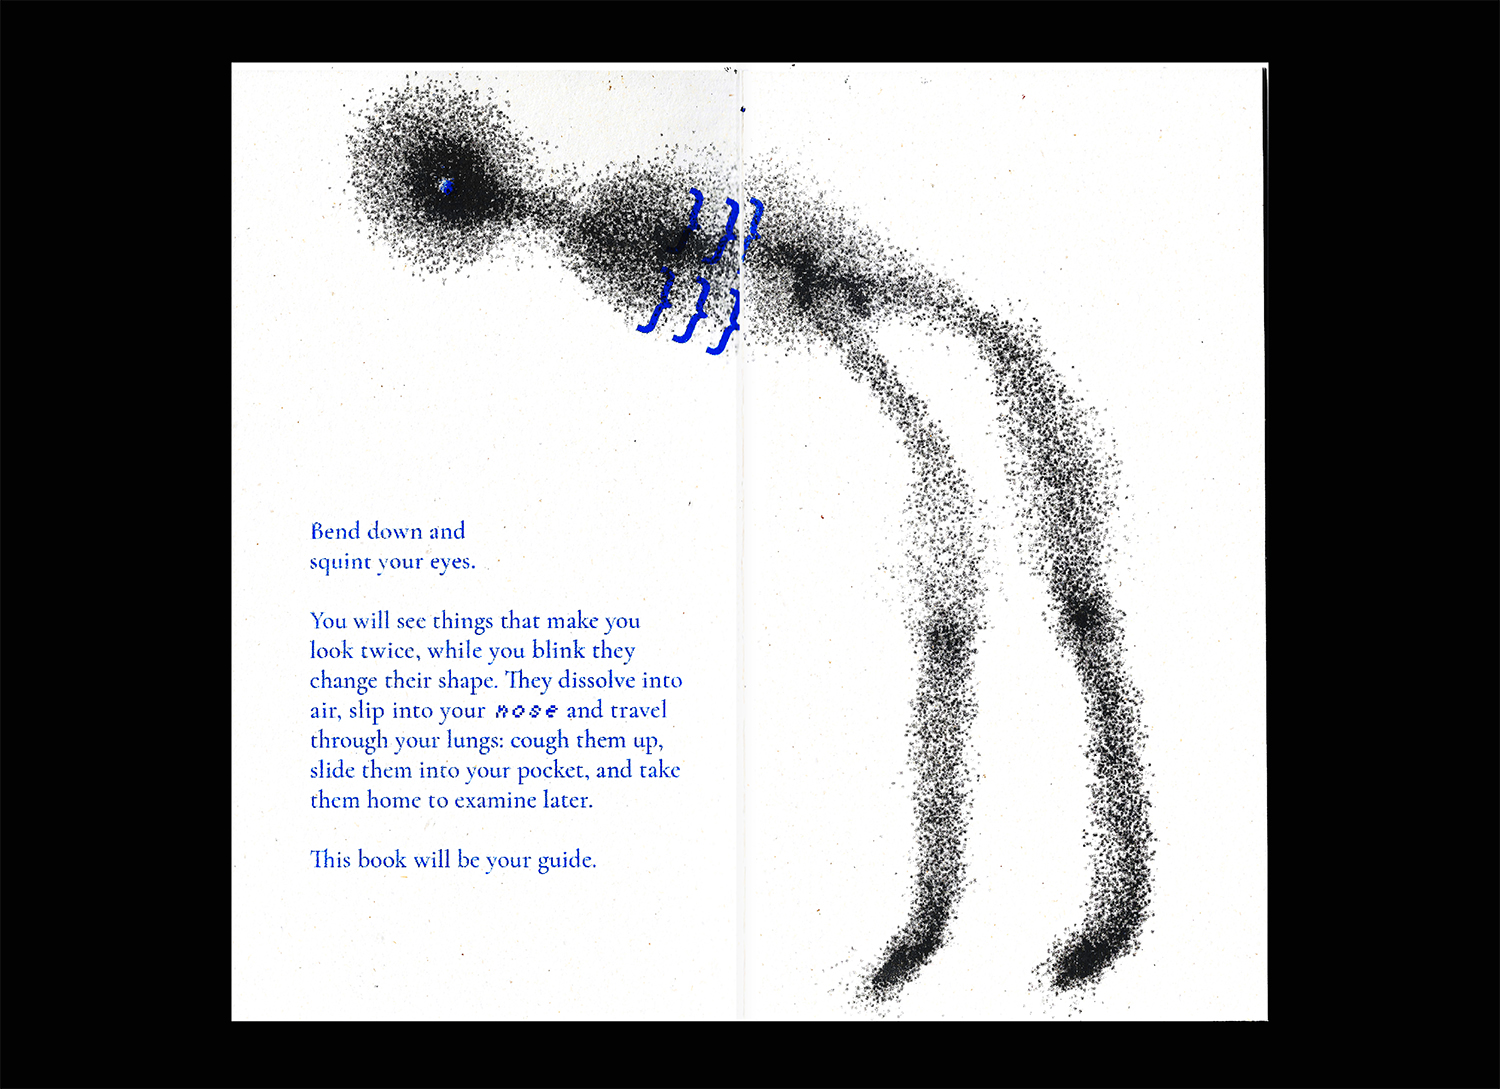 } } }
} } }
Bend down and
squint your eyes.
You will see things that make you
look twice, while you blink they
change their shape. They dissolve into
air, slip into your nose and travel
through your lungs: cough them up,
slide them into your pocket, and take
them home to examine later.
This book will be your guide.